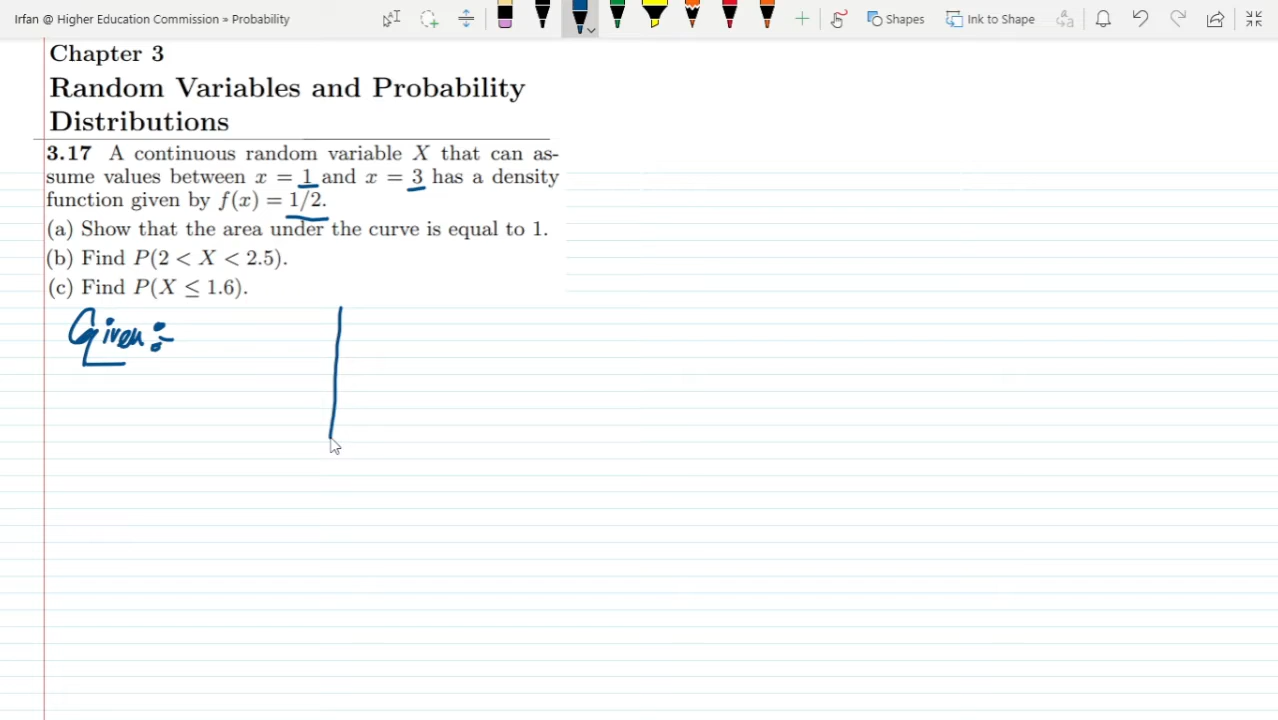 Irfan @ Higher Education Commission » Probability
Shapes
Ink to Shape
Chapter 3
Random Variables and Probability
Distributions
3.17 A continuous random variable X that can as-
sume values between x = 1 and x = 3 has a density
function given by f(x) = 1/2.
(a) Show that the area under the curve is equal to 1.
(b) Find P(2 < X < 2.5).
(c) Find P(X ≤ 1.6).
Given :-